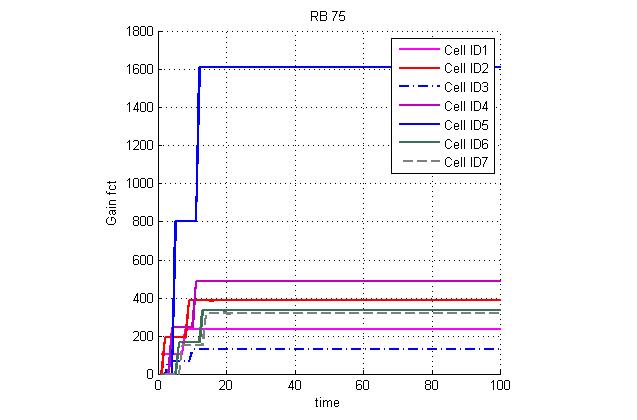 RB 75
1800
1600
1400
1200
1000
800
600
400
200
0
Gain fct
0 20 40 60 80 100
time
Cell ID1
Cell ID2
Cell ID3
Cell ID4
Cell ID5
Cell ID6
Cell ID7